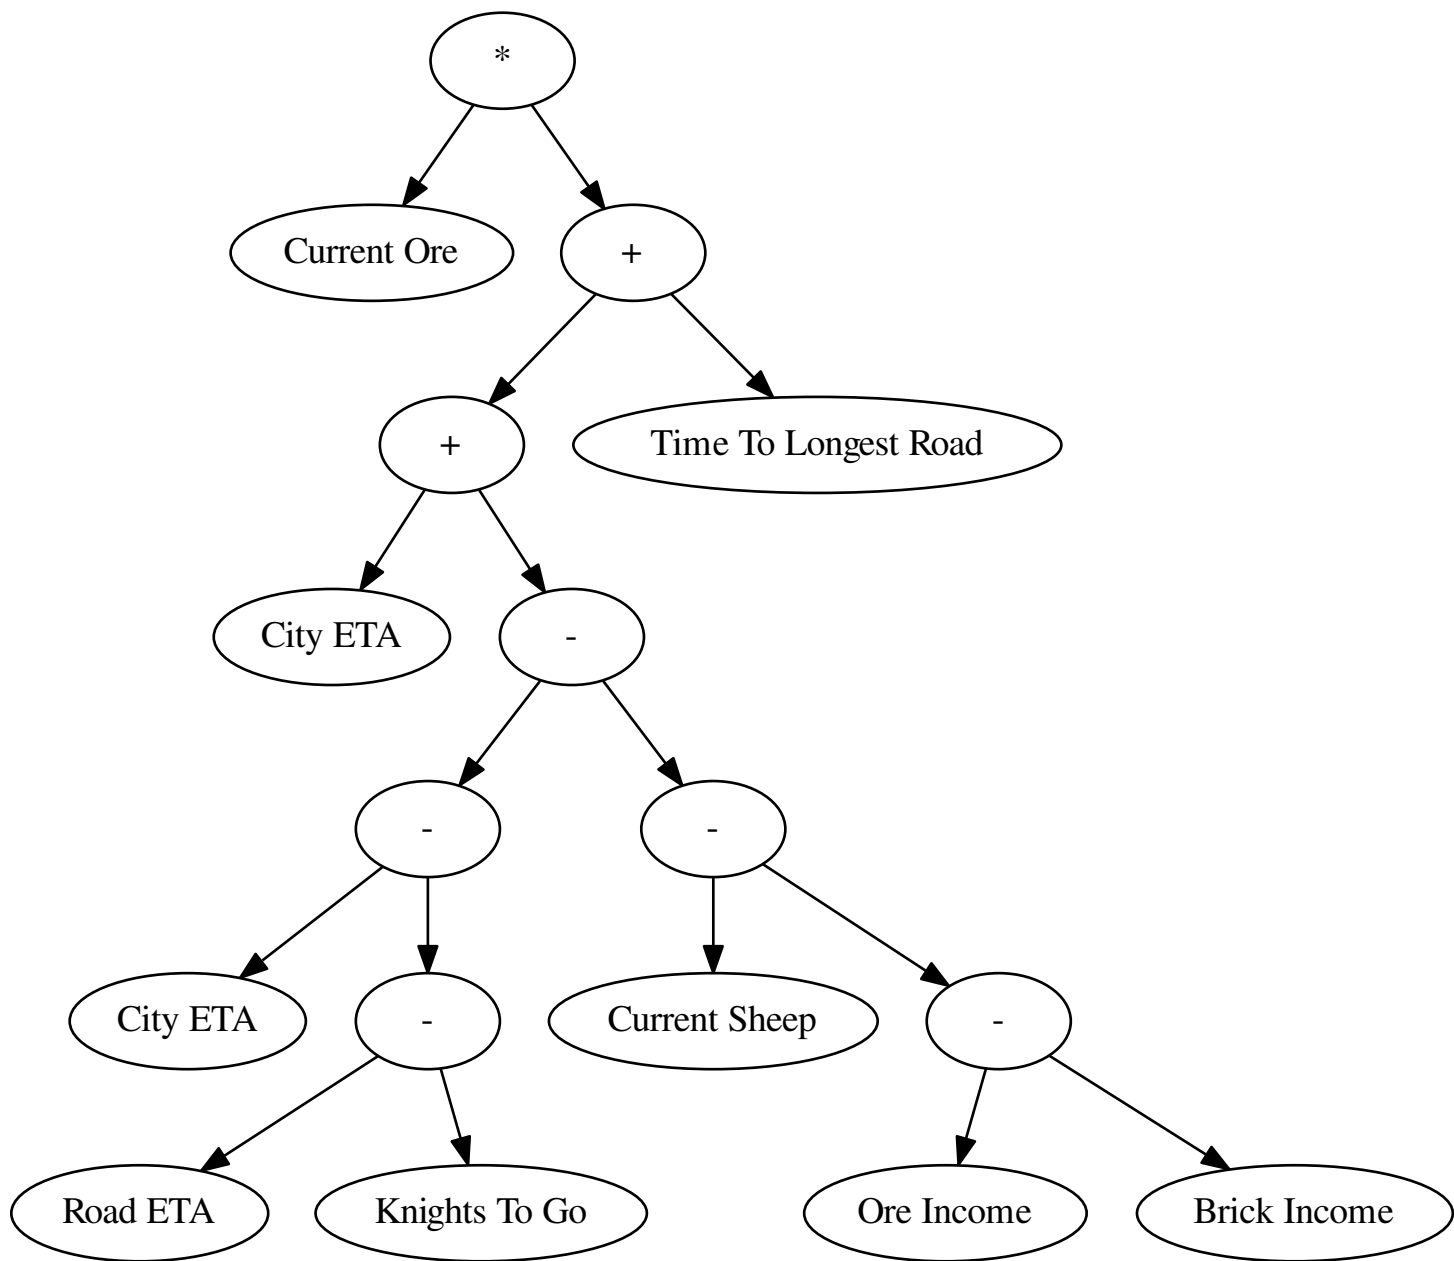 *
Current Ore
+
+
Time To Longest Road
City ETA
-
-
-
City ETA
-
Current Sheep
-
Road ETA
Knights To Go
Ore Income
Brick Income